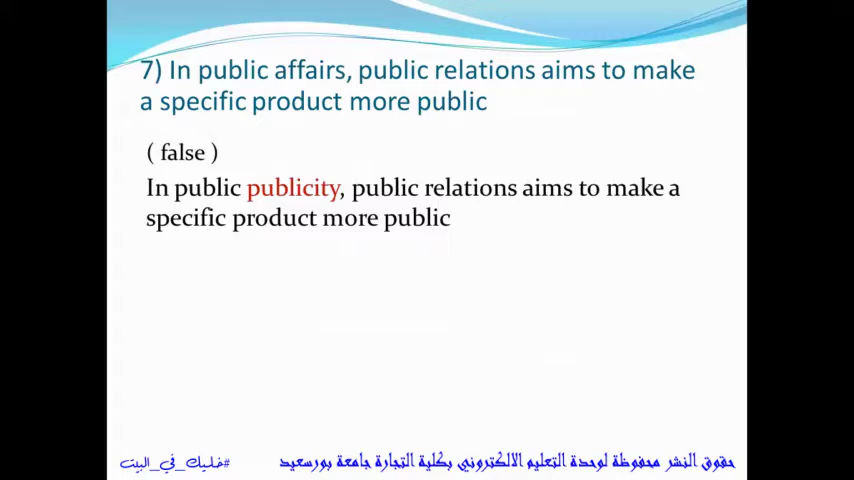 7) In public affairs, public relations aims to make
a specific product more public
( false )
In public publicity, public relations aims to make a
specific product more public
حقوق النشر محفوظة لوحدة التعليم الالكتروني بكلية التجارة جامعة بورسعيد
#خليك_في_البيت